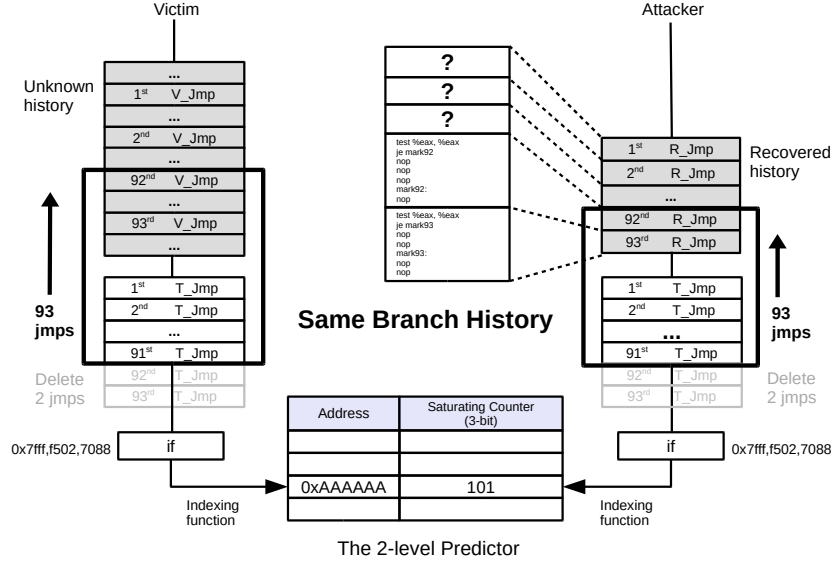 Victim
Attacker
Unknown
history
...
1st V_Jmp
...
2nd V_Jmp
...
92nd V_Jmp
...
93rd V_Jmp
...
1st T_Jmp
2nd T_Jmp
...
91st T_Jmp
92nd T_Jmp
93rd T_Jmp
93
jmps
Delete
2 jmps
if
0x7fff,f502,7088
Indexing
function
?
?
?
test %eax, %eax
je mark92
nop
nop
nop
mark92:
nop
test %eax, %eax
je mark93
nop
nop
mark93:
nop
nop
Same Branch History
1st R_Jmp
2nd R_Jmp
...
92nd R_Jmp
93rd R_Jmp
Recovered
history
1st T_Jmp
2nd T_Jmp
...
91st T_Jmp
92nd T_Jmp
93rd T_Jmp
93
jmps
Delete
2 jmps
if
0x7fff,f502,7088
Indexing
function
Address Saturating Counter
(3-bit)
0xAAAAAA 101
The 2-level Predictor